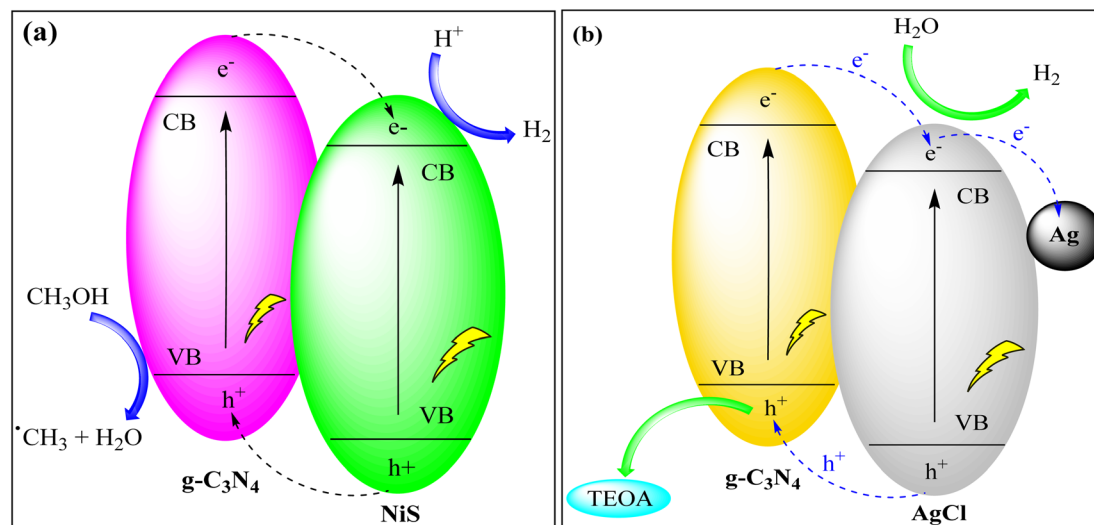 (a)
H⁺
e⁻
CB
e-
H₂
CB
CH₃OH
VB
h⁺
VB
˙CH₃ + H₂O
h+
g-C₃N₄
NiS
(b)
H₂O
e⁻
H₂
e⁻
e⁻
e⁻
CB
CB
Ag
VB
h⁺
VB
h⁺
h⁺
TEOA
g-C₃N₄
AgCl